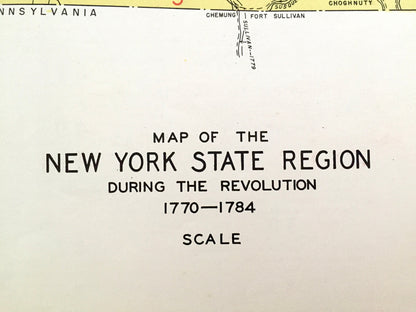 NNSYLVANIA
CHEMUNG
FORT SULLIVAN
CHOGHNUTY
SULLIVAN-1779
MAP OF THE
NEW YORK STATE REGION
DURING THE REVOLUTION
1770—1784
SCALE